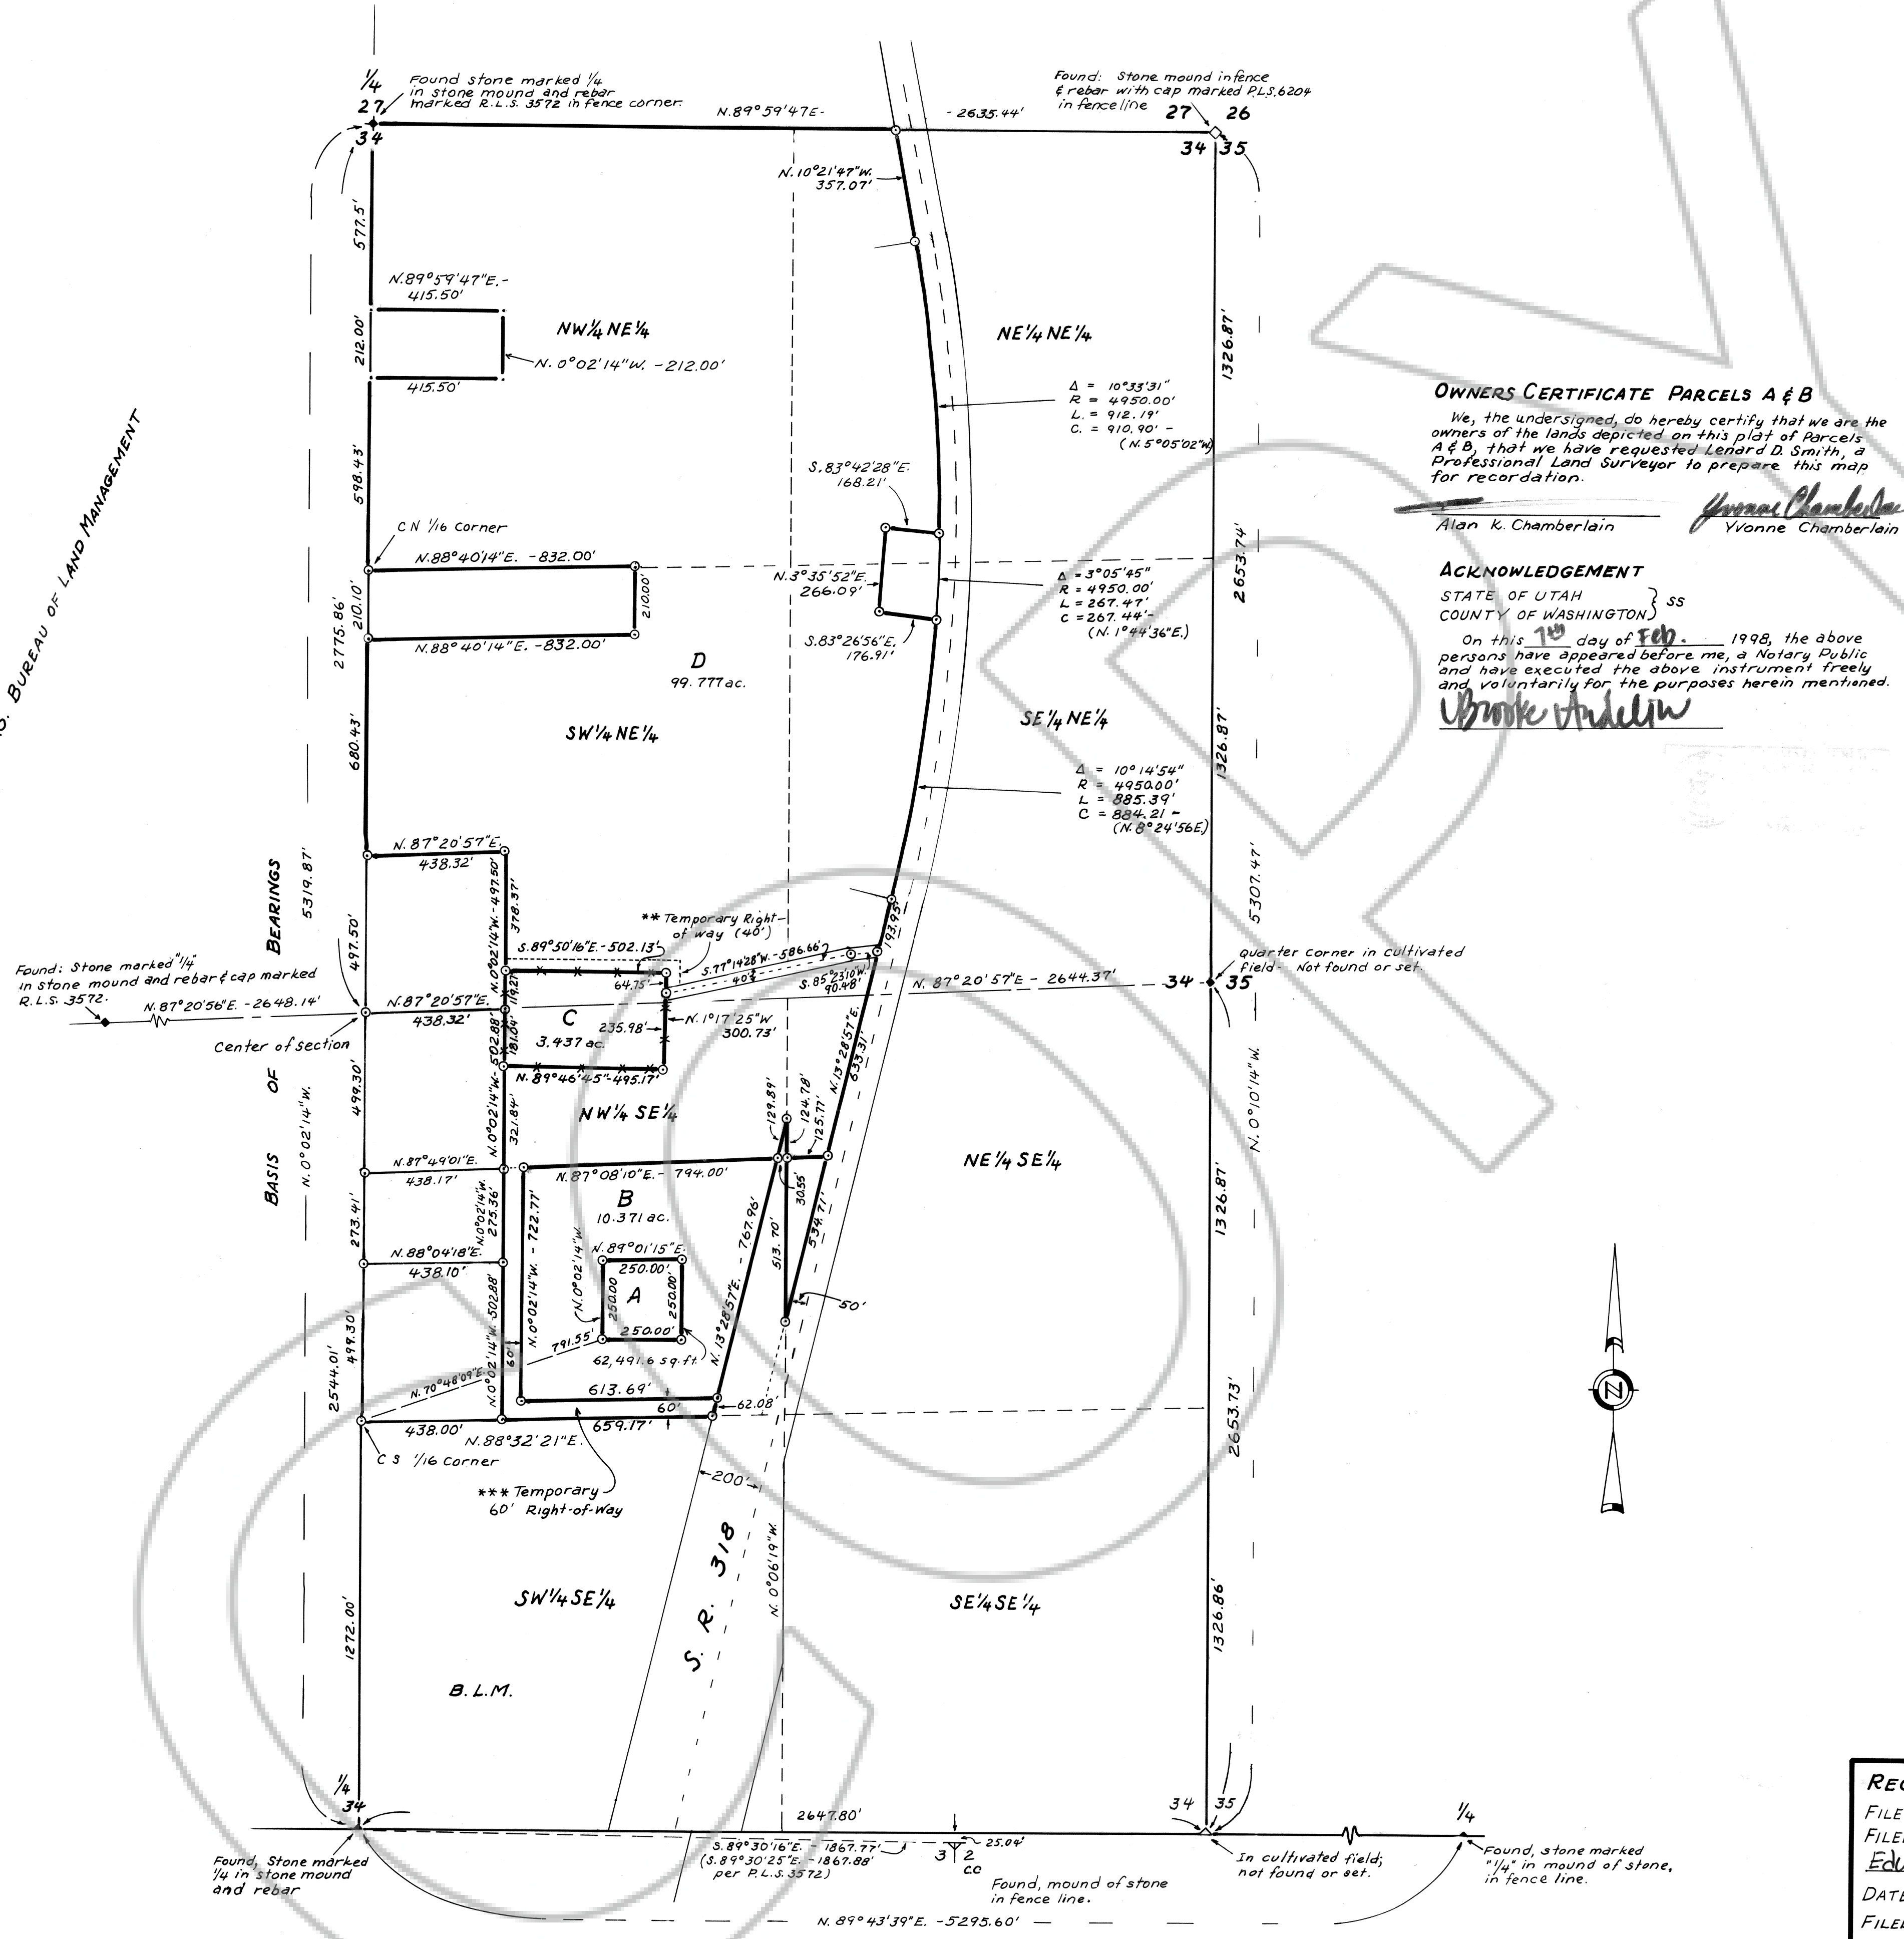 1/4
27
34
Found stone marked 1/4
in stone mound and rebar
marked R.L.S. 3572 in fence corner.
N.89°59'47E- - 2635.44'
Found: Stone mound in fence
& rebar with cap marked P.L.S.6204
in fence line
27 26
34 35
N.10°21'47"W.
357.07'
577.5'
N.89°59'47"E.-
415.50'
212.00'
NW1/4 NE1/4
N. 0°02'14"W. -212.00'
415.50'
NE1/4 NE1/4
1326.87'
Δ = 10°33'31"
R = 4950.00'
L. = 912.19'
C. = 910.90' -
(N.5°05'02"W)
598.43'
S.83°42'28"E.
168.21'
BUREAU OF LAND MANAGEMENT
CN 1/16 Corner
N.88°40'14"E. -832.00'
210.10'
210.00'
N.88°40'14"E. -832.00'
2775.86'
N.3°35'52"E.
266.09'
Δ = 3°05'45"
R = 4950.00'
L = 267.47'
C = 267.44'-
(N.1°44'36"E.)
S.83°26'56"E.
176.91'
2653.74'
D
99.777 ac.
680.43'
SW1/4 NE1/4
SE1/4 NE1/4
1326.87'
Δ = 10°14'54"
R = 4950.00'
L = 885.39'
C = 884.21 -
(N.8°24'56E.)
OWNERS CERTIFICATE PARCELS A & B
We, the undersigned, do hereby certify that we are the
owners of the lands depicted on this plat of Parcels
A & B, that we have requested Lenard D. Smith, a
Professional Land Surveyor to prepare this map
for recordation.
Yvonne Chamberlain
Alan K. Chamberlain Yvonne Chamberlain
ACKNOWLEDGEMENT
STATE OF UTAH
COUNTY OF WASHINGTON } SS
On this 7th day of Feb. 1998, the above
persons have appeared before me, a Notary Public
and have executed the above instrument freely
and voluntarily for the purposes herein mentioned.
Brooke Andelin
N. 87°20'57"E.
438.32'
N.0°02'14"W.-497.50'
378.37'
BASIS OF BEARINGS
5319.87'
N.0°02'14"W.
497.50'
** Temporary Right-
of way (40')
S.89°50'16"E.-502.13'
S.77°14'28"W. -586.66'
193.95'
64.75'
40'
S.85°23'10W.
90.48'
119.27'
Found: Stone marked "1/4"
in stone mound and rebar & cap marked
R.L.S. 3572.
N.87°20'56"E. -2648.14'
N.87°20'57"E.
438.32'
Center of section
N. 87°20'57"E - 2644.37'
34 35
Quarter corner in cultivated
field- Not found or set.
5307.47'
N.0°10'14"W.
C
3.437 ac.
235.98'
N.1°17'25"W
300.73'
181.04'
N. 89°46'45"-495.17'
N.0°02'14"W.- 502.88'
321.84'
499.30'
N.13°28'57"E.
633.31'
NW1/4 SE1/4
129.89'
124.78'
125.77'
N.87°49'01"E.
438.17'
N.87°08'10"E.- 794.00'
NE1/4 SE1/4
1326.87'
B
10.371 ac.
30.55'
N.0°02'14"W.
275.36'
273.41'
N.0°02'14"W. - 722.77'
N.0°02'14"W.
N.89°01'15"E.
250.00'
250.00
A
250.00'
250.00'
N.88°04'18"E.
438.10'
N. 13°28'57"E. - 767.96'
513.70'
534.71'
50'
62,491.6 sq.ft.
791.55'
N. 70°48'09"E.
N.0°02'14"W. 502.88'
60'
499.30'
2544.01'
613.69'
60'
62.08'
438.00'
659.17'
N.88°32'21"E.
CS 1/16 Corner
*** Temporary
60' Right-of-Way
200'
2653.73'
N. 0°06'19"W.
S. R. 318
SW1/4 SE1/4
SE1/4 SE1/4
1326.86'
1272.00'
B.L.M.
1/4
34
2647.80'
34 35
1/4
S.89°30'16"E. - 1867.77'
(S.89°30'25"E. -1867.88'
per P.L.S.3572)
25.04'
3 2
CC
Found, Stone marked
1/4 in stone mound
and rebar
Found, mound of stone
in fence line.
In cultivated field;
not found or set.
Found, stone marked
"1/4" in mound of stone,
in fence line.
N. 89°43'39"E. -5295.60'
N
FILE
COPY